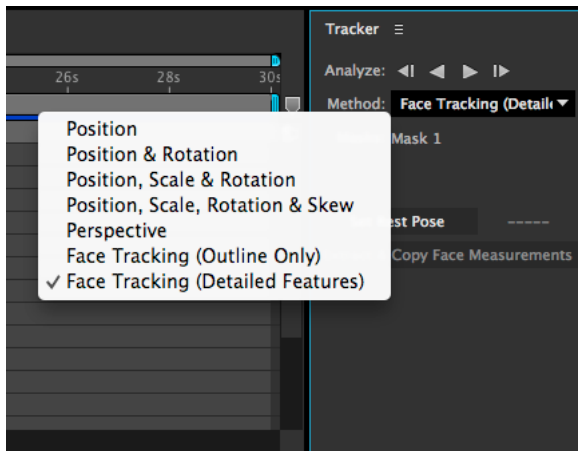 Tracker
26s 28s 30s
Analyze:
Method: Face Tracking (Detaile
Mask 1
Position
Position & Rotation
Position, Scale & Rotation
Position, Scale, Rotation & Skew
Perspective
Face Tracking (Outline Only)
✓ Face Tracking (Detailed Features)
est Pose -----
Copy Face Measurements